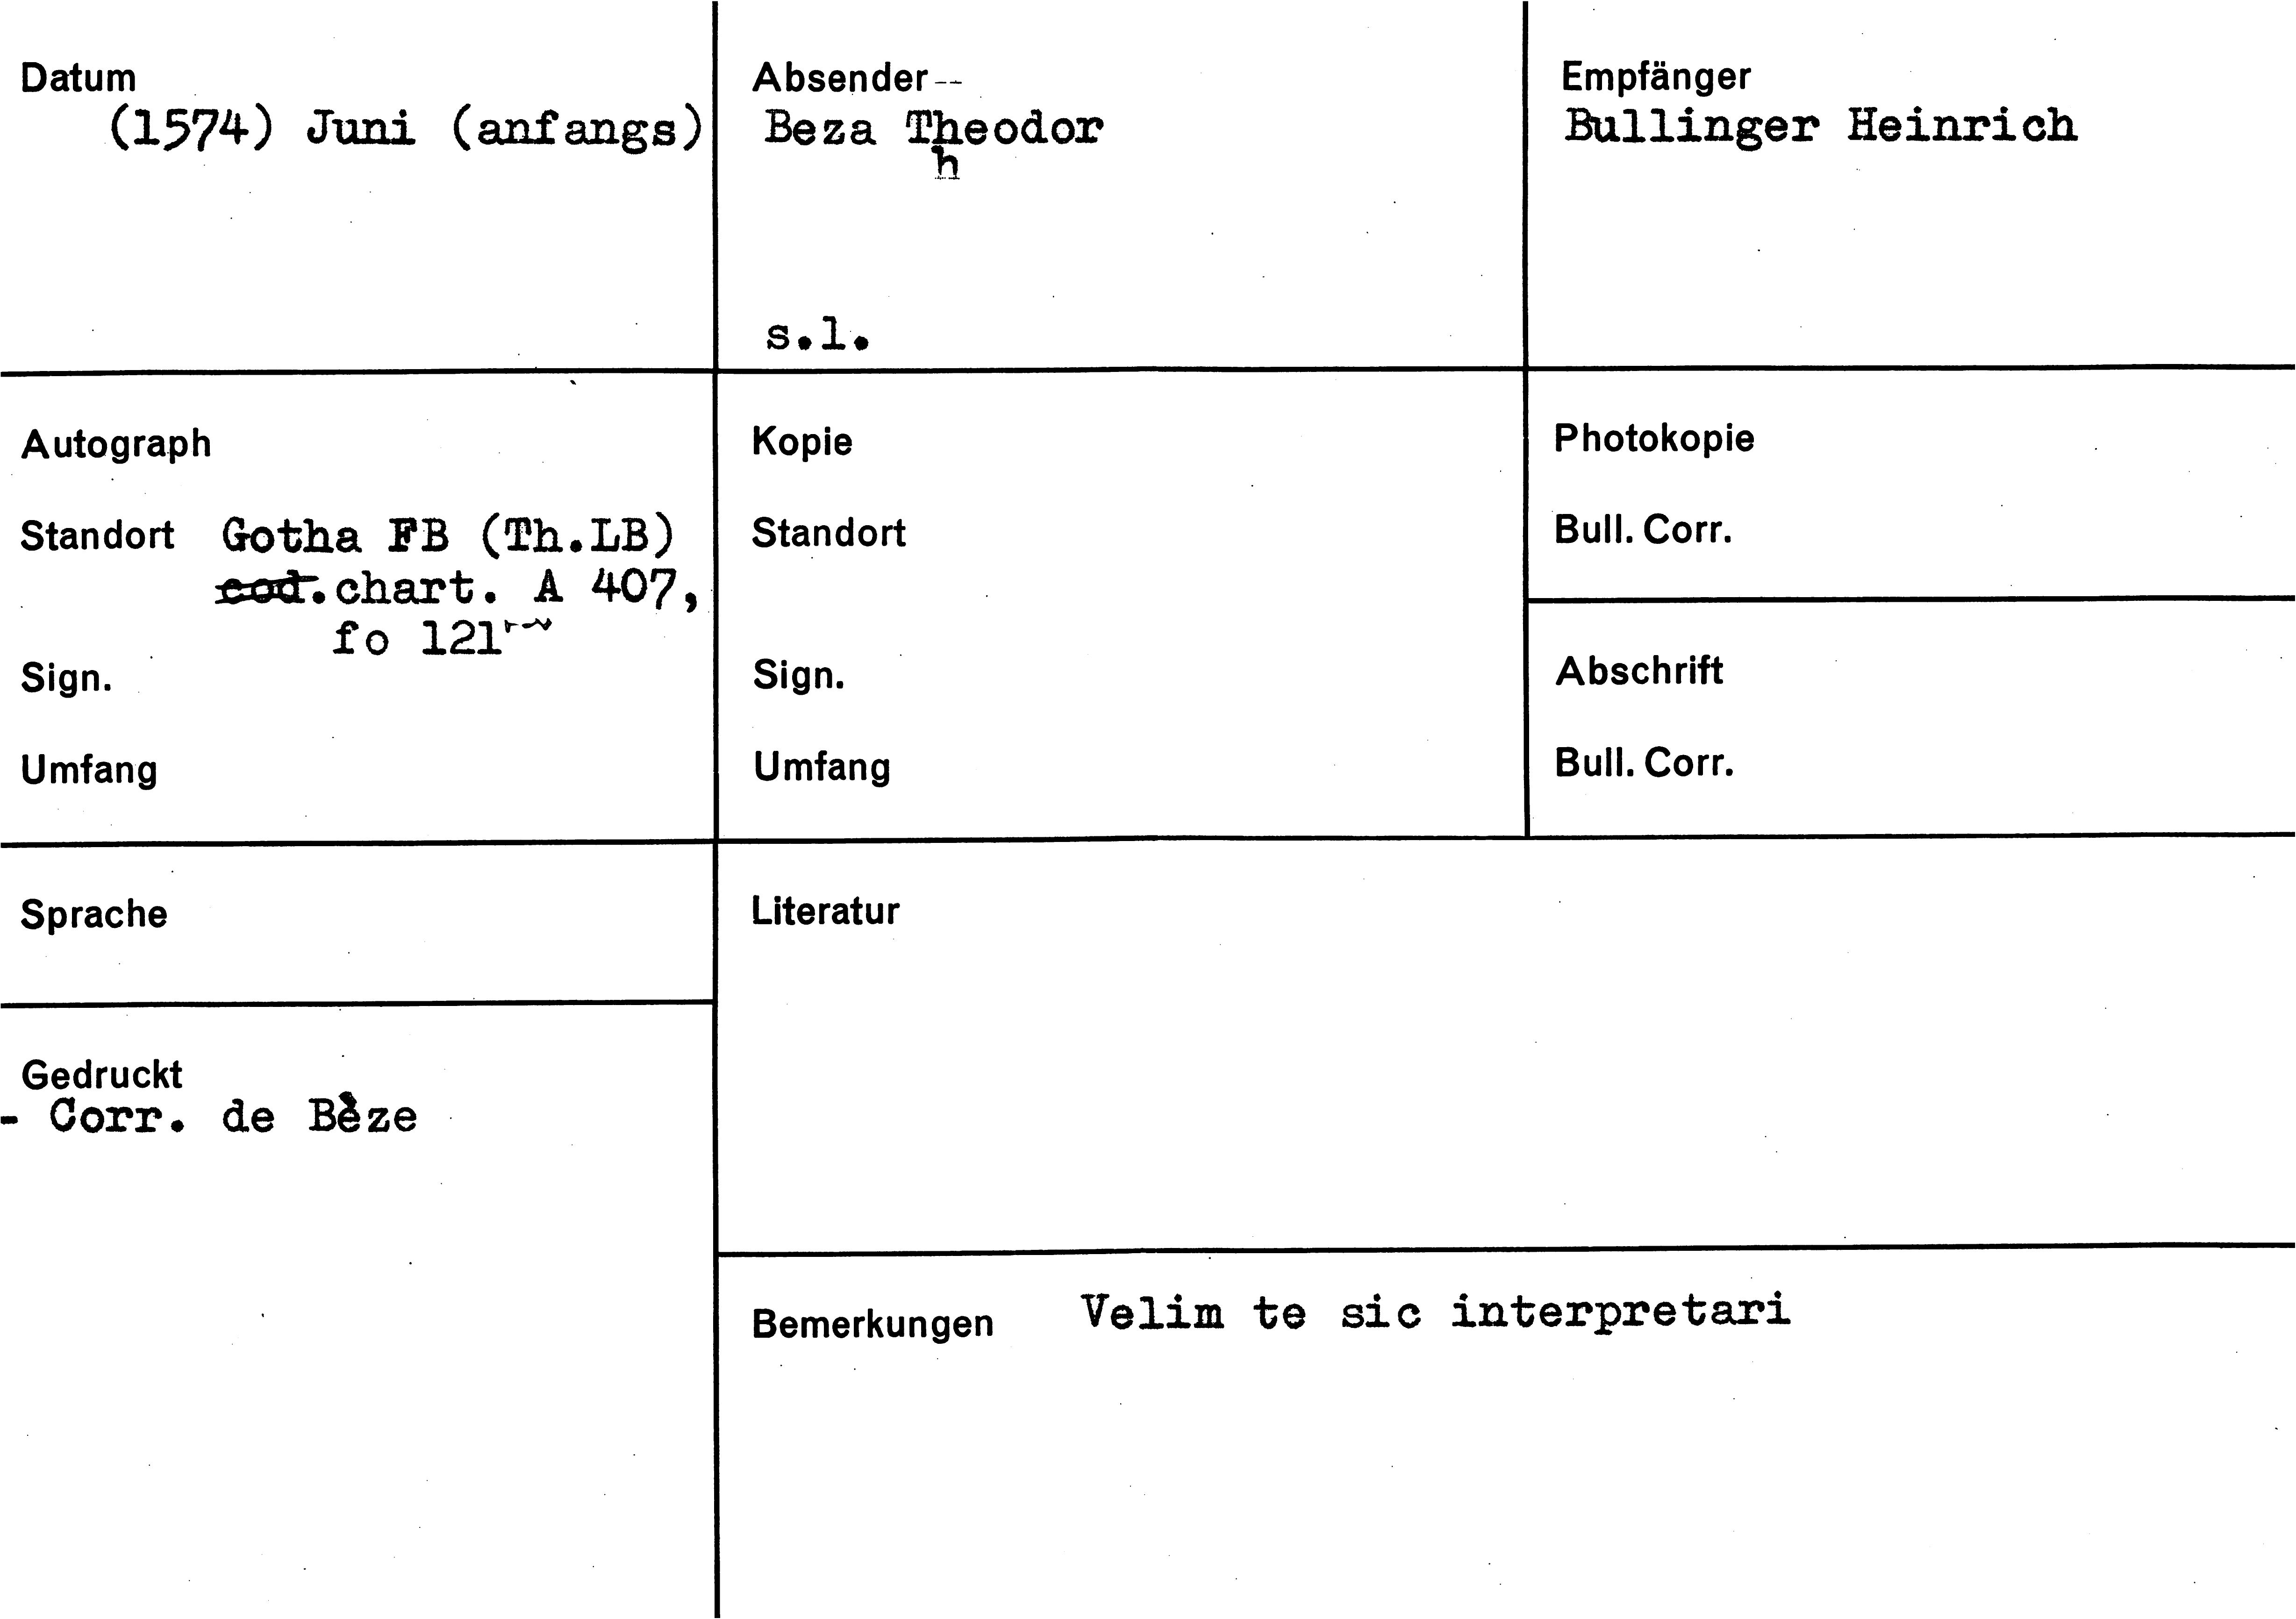 Datum
(1574) Juni (anfangs)
Absender
Beza Theodor
h
s.l.
Empfänger
Bullinger Heinrich
Autograph
Standort Gotha FB (Th.LB)
cod. chart. A 407,
fo 121r-v
Sign.
Umfang
Kopie
Standort
Sign.
Umfang
Photokopie
Bull. Corr.
Abschrift
Bull. Corr.
Sprache
Gedruckt
- Corr. de Bèze
Literatur
Bemerkungen Velim te sic interpretari